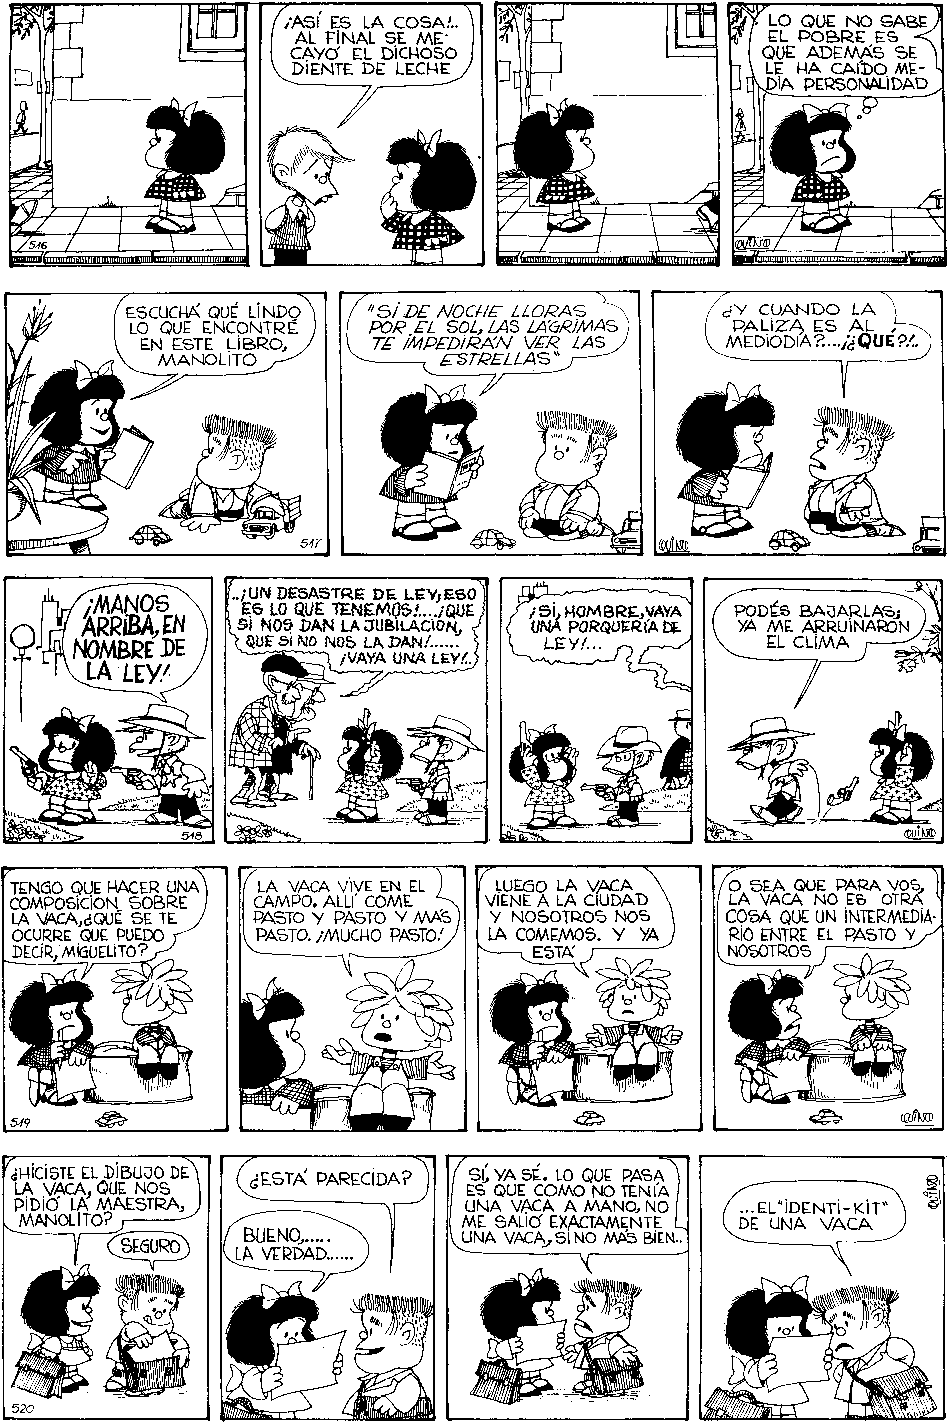 ¡ASÍ ES LA COSA!..
AL FINAL SE ME
CAYÓ EL DICHOSO
DIENTE DE LECHE
LO QUE NO SABE
EL POBRE ES
QUE ADEMÁS SE
LE HA CAÍDO ME-
DIA PERSONALIDAD
516
QUINO
ESCUCHÁ QUÉ LINDO
LO QUE ENCONTRÉ
EN ESTE LIBRO,
MANOLITO
517
"SI DE NOCHE LLORAS
POR EL SOL, LAS LÁGRIMAS
TE IMPEDIRÁN VER LAS
ESTRELLAS"
¿Y CUANDO LA
PALIZA ES AL
MEDIODÍA?...¡¿QUÉ?!..
QUINO
¡MANOS
ARRIBA, EN
NOMBRE DE
LA LEY!
518
..¡UN DESASTRE DE LEY, ESO
ES LO QUE TENEMOS!...¡QUE
SI NOS DAN LA JUBILACIÓN,
QUE SI NO NOS LA DAN!......
¡VAYA UNA LEY!..
¡SÍ, HOMBRE, VAYA
UNA PORQUERÍA DE
LEY!...
PODÉS BAJARLAS;
YA ME ARRUINARON
EL CLIMA
QUINO
TENGO QUE HACER UNA
COMPOSICIÓN SOBRE
LA VACA, ¿QUÉ SE TE
OCURRE QUE PUEDO
DECIR, MIGUELITO?
519
LA VACA VIVE EN EL
CAMPO. ALLÍ COME
PASTO Y PASTO Y MÁS
PASTO. ¡MUCHO PASTO!
LUEGO LA VACA
VIENE A LA CIUDAD
Y NOSOTROS NOS
LA COMEMOS. Y YA
ESTÁ
O SEA QUE PARA VOS,
LA VACA NO ES OTRA
COSA QUE UN INTERMEDIA-
RIO ENTRE EL PASTO Y
NOSOTROS
QUINO
¿HICISTE EL DIBUJO DE
LA VACA, QUE NOS
PIDIÓ LA MAESTRA,
MANOLITO?
SEGURO
520
¿ESTÁ PARECIDA?
BUENO,.....
LA VERDAD......
SÍ, YA SÉ. LO QUE PASA
ES QUE COMO NO TENÍA
UNA VACA A MANO, NO
ME SALIÓ EXACTAMENTE
UNA VACA, SINO MÁS BIEN..
...EL "IDENTI-KIT"
DE UNA VACA
QUINO